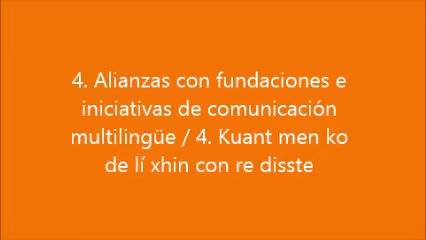 4. Alianzas con fundaciones e
iniciativas de comunicación
multilingüe / 4. Kuant men ko
de lí xhin con re disste